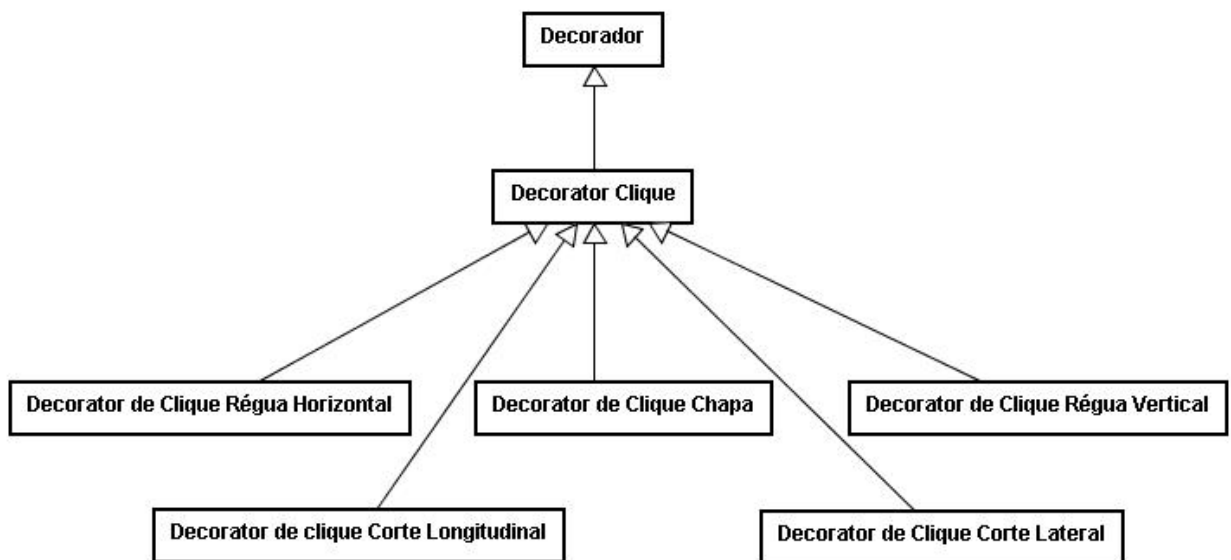 Decorador
Decorator Clique
Decorator de Clique Régua Horizontal
Decorator de Clique Chapa
Decorator de Clique Régua Vertical
Decorator de clique Corte Longitudinal
Decorator de Clique Corte Lateral